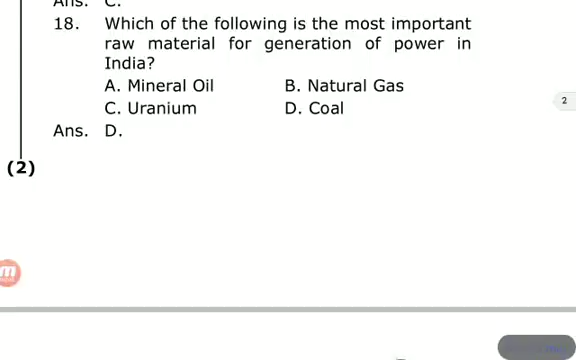 Ans. C.
18. Which of the following is the most important
raw material for generation of power in
India?
A. Mineral Oil B. Natural Gas
C. Uranium D. Coal
Ans. D.
(2)
2
m